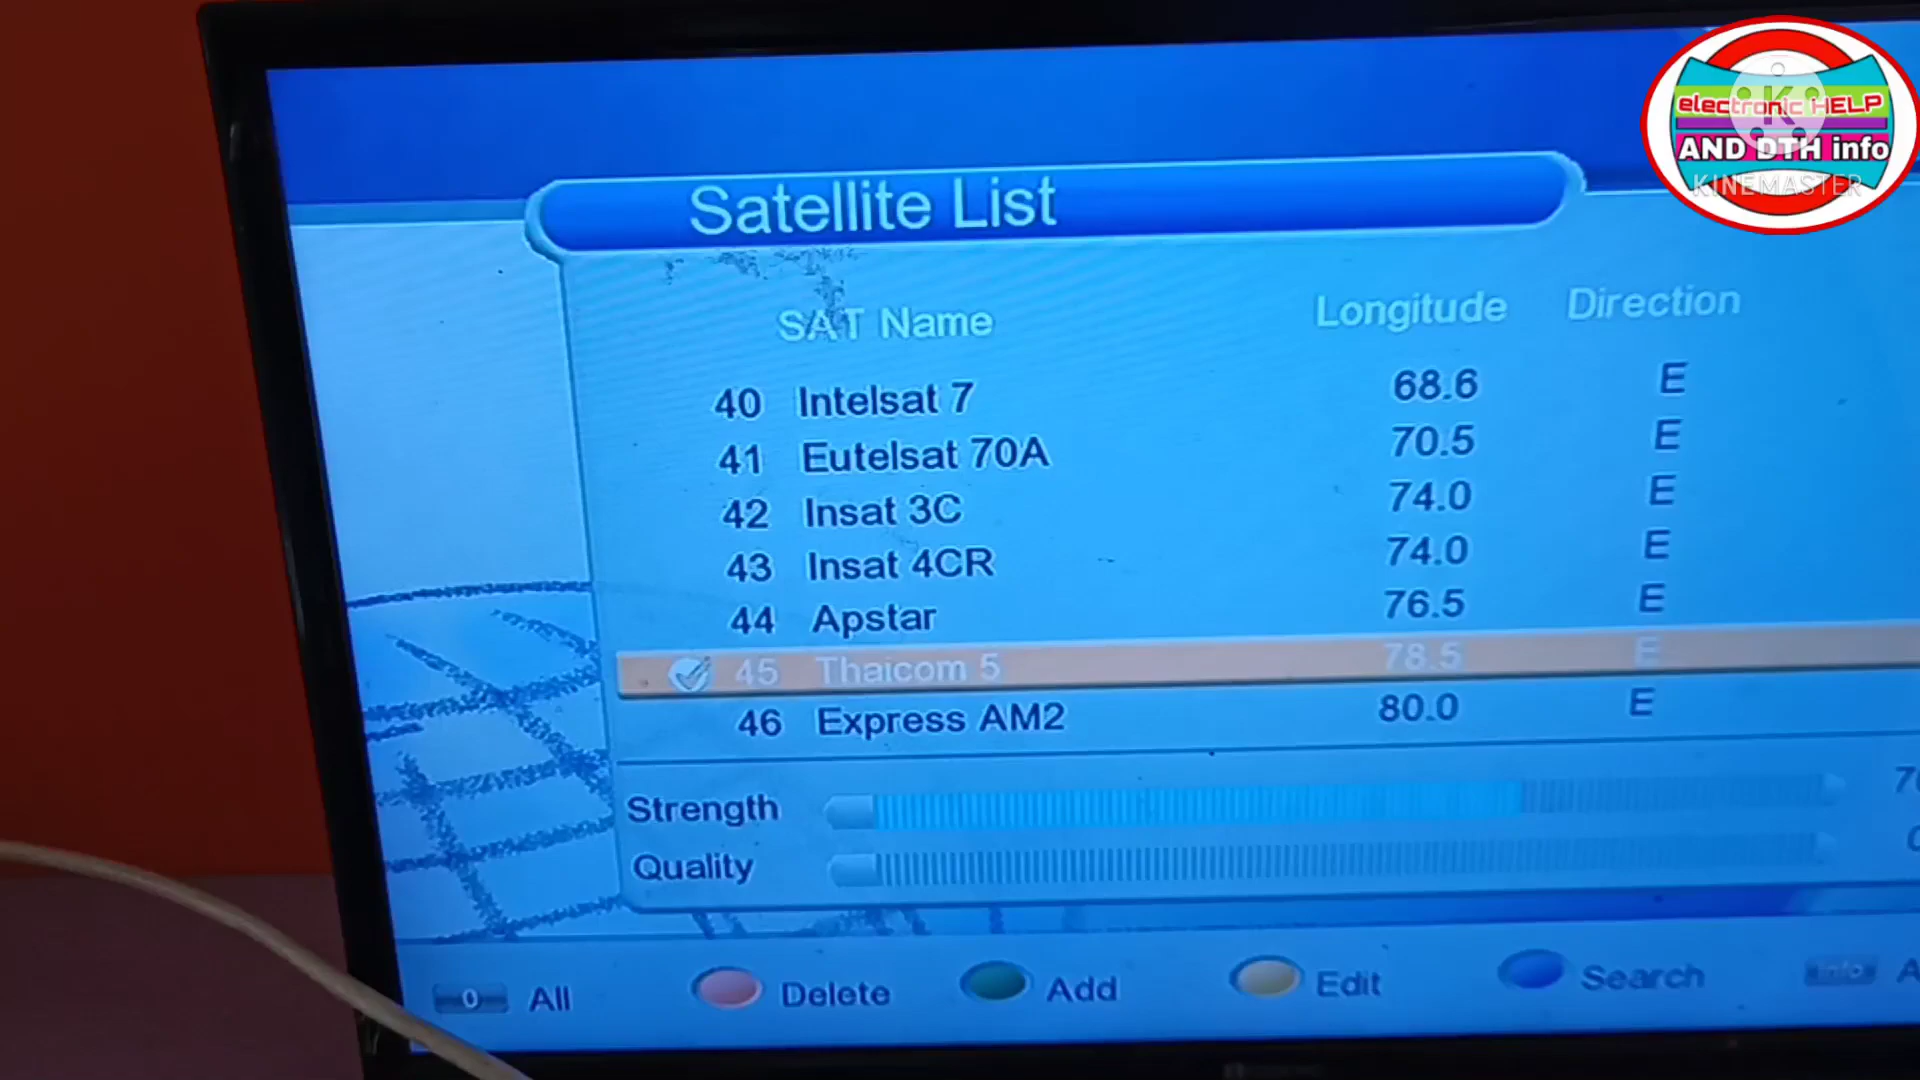 electronic HELP
AND DTH info
KINEMASTER
Satellite List
SAT Name Longitude Direction
40 Intelsat 7 68.6 E
41 Eutelsat 70A 70.5 E
42 Insat 3C 74.0 E
43 Insat 4CR 74.0 E
44 Apstar 76.5 E
45 Thaicom 5 78.5 E
46 Express AM2 80.0 E
Strength
Quality
0 All Delete Add Edit Search info